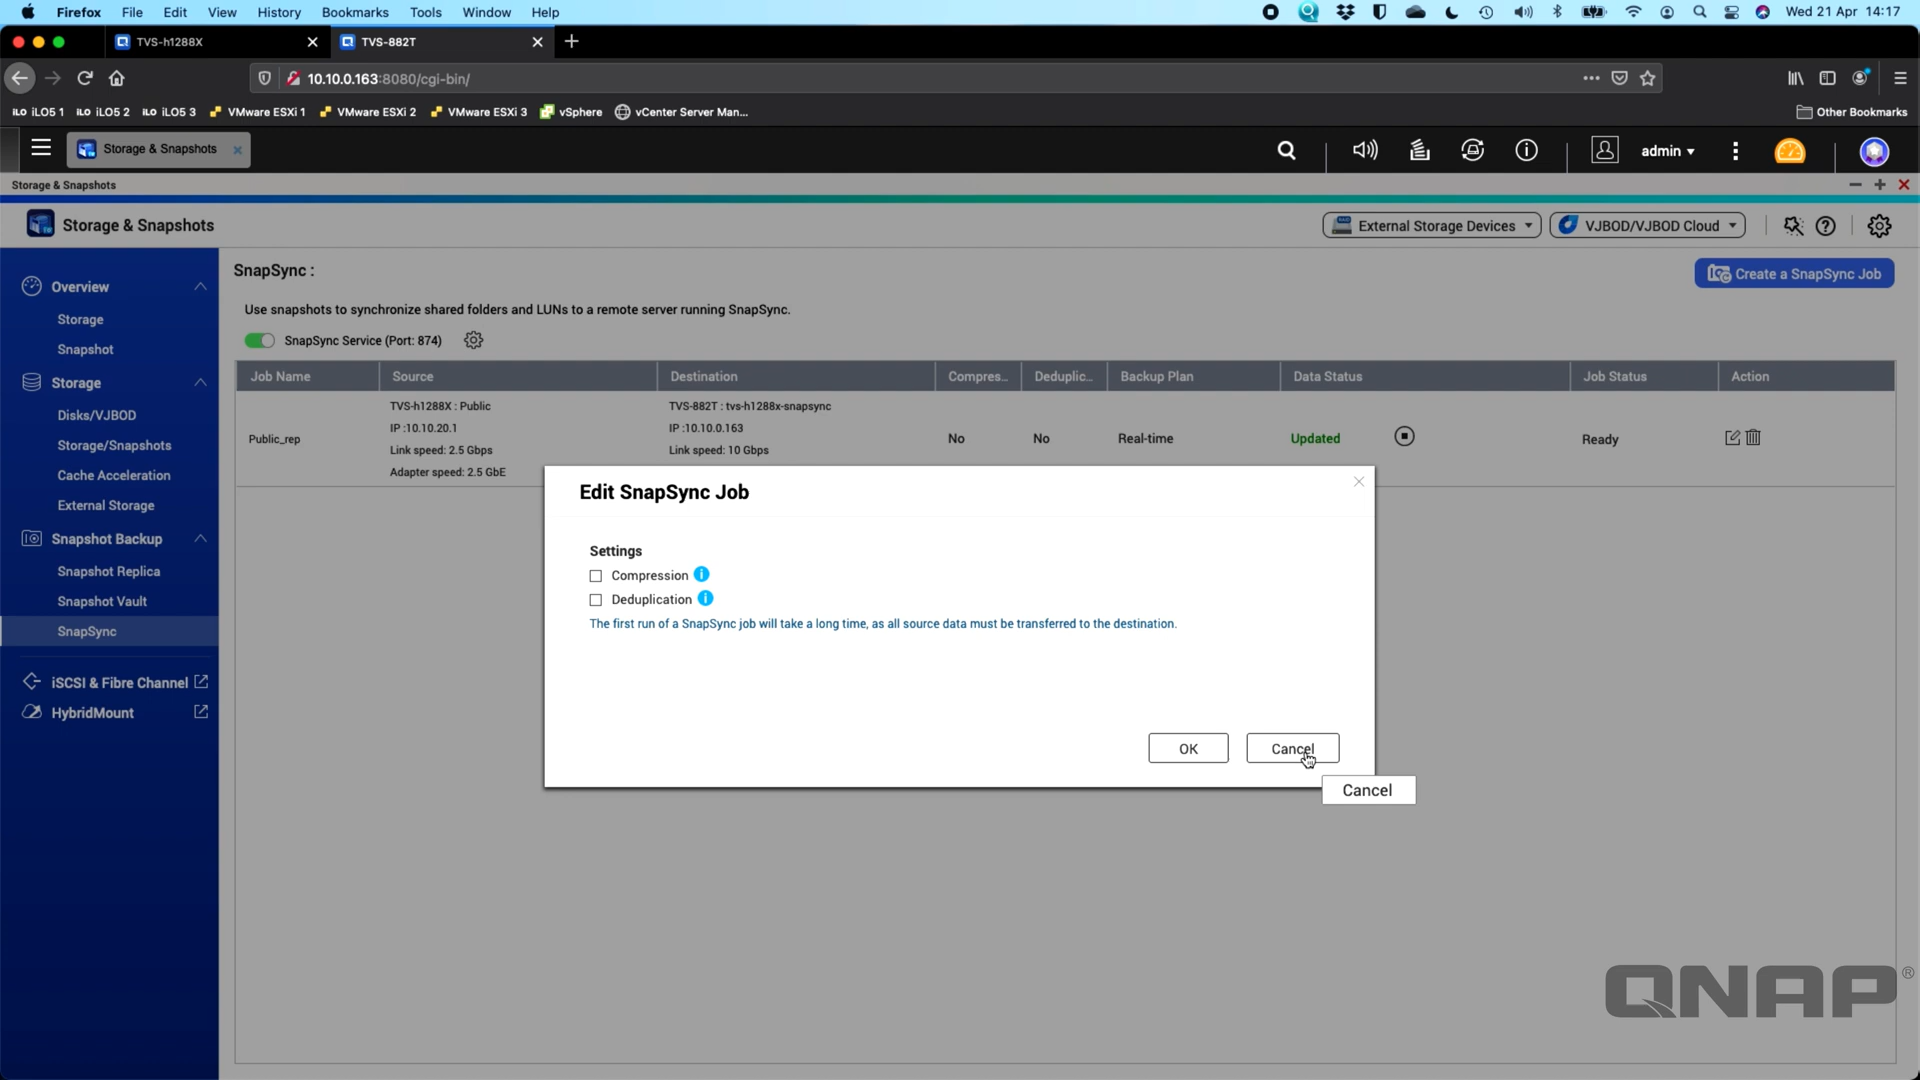 Firefox File Edit View History Bookmarks Tools Window Help Wed 21 Apr 14:17
TVS-h1288X TVS-882T
10.10.0.163:8080/cgi-bin/
iLO iLO5 1 iLO iLO5 2 iLO iLO5 3 VMware ESXi 1 VMware ESXi 2 VMware ESXi 3 vSphere vCenter Server Man... Other Bookmarks
Storage & Snapshots admin
Storage & Snapshots
Storage & Snapshots External Storage Devices VJBOD/VJBOD Cloud
Overview
Storage
Snapshot
Storage
Disks/VJBOD
Storage/Snapshots
Cache Acceleration
External Storage
Snapshot Backup
Snapshot Replica
Snapshot Vault
SnapSync
iSCSI & Fibre Channel
HybridMount
SnapSync :
Create a SnapSync Job
Use snapshots to synchronize shared folders and LUNs to a remote server running SnapSync.
SnapSync Service (Port: 874)
Job Name Source Destination Compres... Deduplic... Backup Plan Data Status Job Status Action
Public_rep
TVS-h1288X : Public
IP :10.10.20.1
Link speed: 2.5 Gbps
Adapter speed: 2.5 GbE
TVS-882T : tvs-h1288x-snapsync
IP :10.10.0.163
Link speed: 10 Gbps
No No Real-time Updated Ready
Edit SnapSync Job
Settings
Compression
Deduplication
The first run of a SnapSync job will take a long time, as all source data must be transferred to the destination.
OK Cancel
Cancel
QNAP®